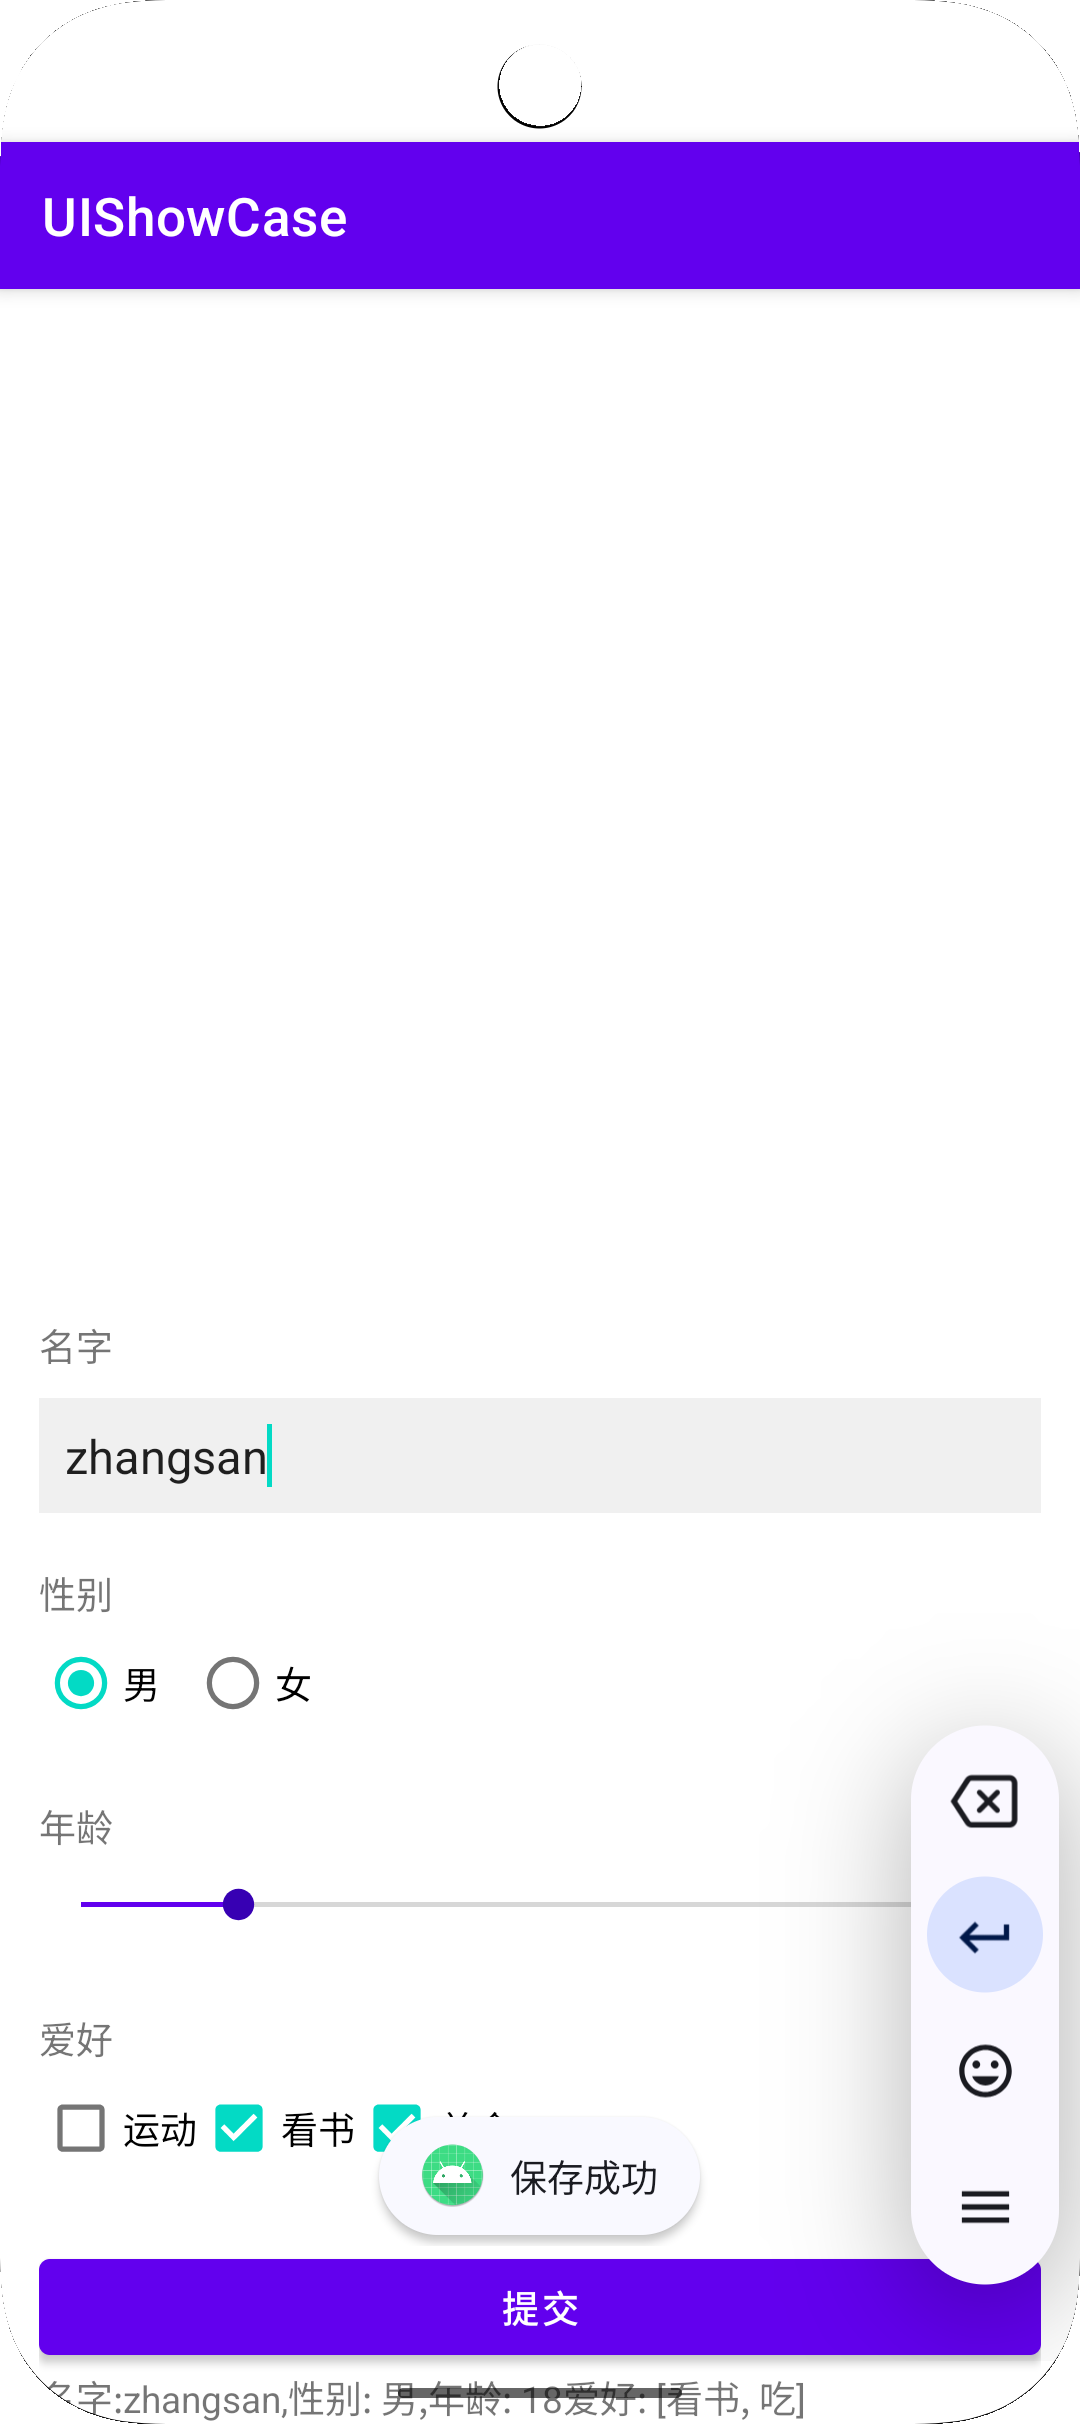 UIShowCase
名字
zhangsan
性别
男 女
年龄
爱好
运动 看书
保存成功
提交
名字:zhangsan,性别: 男,年龄: 18爱好: [看书, 吃]